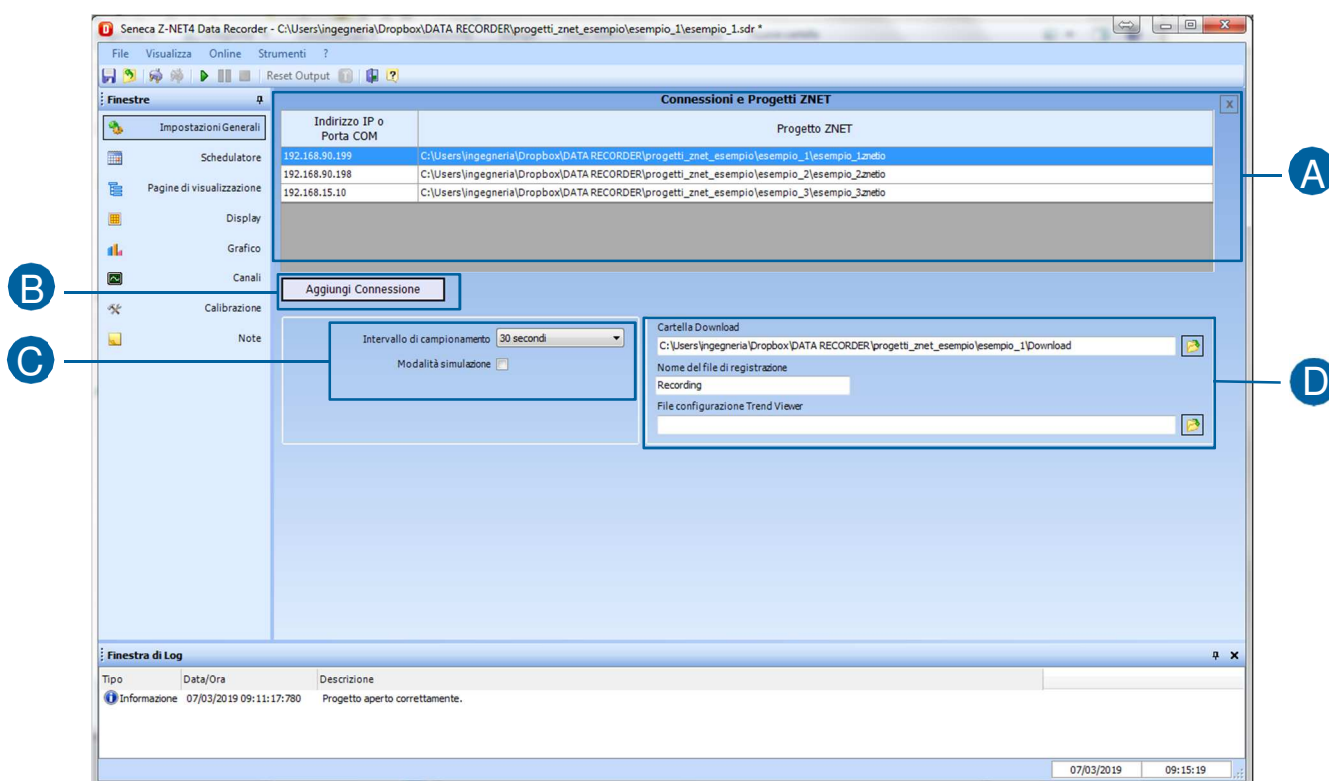 Seneca Z-NET4 Data Recorder - C:\Users\ingegneria\Dropbox\DATA RECORDER\progetti_znet_esempio\esempio_1\esempio_1.sdr *
File Visualizza Online Strumenti ?
Reset Output
Finestre
Connessioni e Progetti ZNET
Impostazioni Generali
Indirizzo IP o
Porta COM
Progetto ZNET
Schedulatore
192.168.90.199 C:\Users\ingegneria\Dropbox\DATA RECORDER\progetti_znet_esempio\esempio_1\esempio_1.znetio
192.168.90.198 C:\Users\ingegneria\Dropbox\DATA RECORDER\progetti_znet_esempio\esempio_2\esempio_2.znetio
192.168.15.10 C:\Users\ingegneria\Dropbox\DATA RECORDER\progetti_znet_esempio\esempio_3\esempio_3.znetio
A
Pagine di visualizzazione
Display
Grafico
Canali
Calibrazione
Note
B
Aggiungi Connessione
C
Intervallo di campionamento 30 secondi
Modalità simulazione
Cartella Download
C:\Users\ingegneria\Dropbox\DATA RECORDER\progetti_znet_esempio\esempio_1\Download
Nome del file di registrazione
Recording
File configurazione Trend Viewer
D
Finestra di Log
Tipo Data/Ora Descrizione
Informazione 07/03/2019 09:11:17:780 Progetto aperto correttamente.
07/03/2019 09:15:19